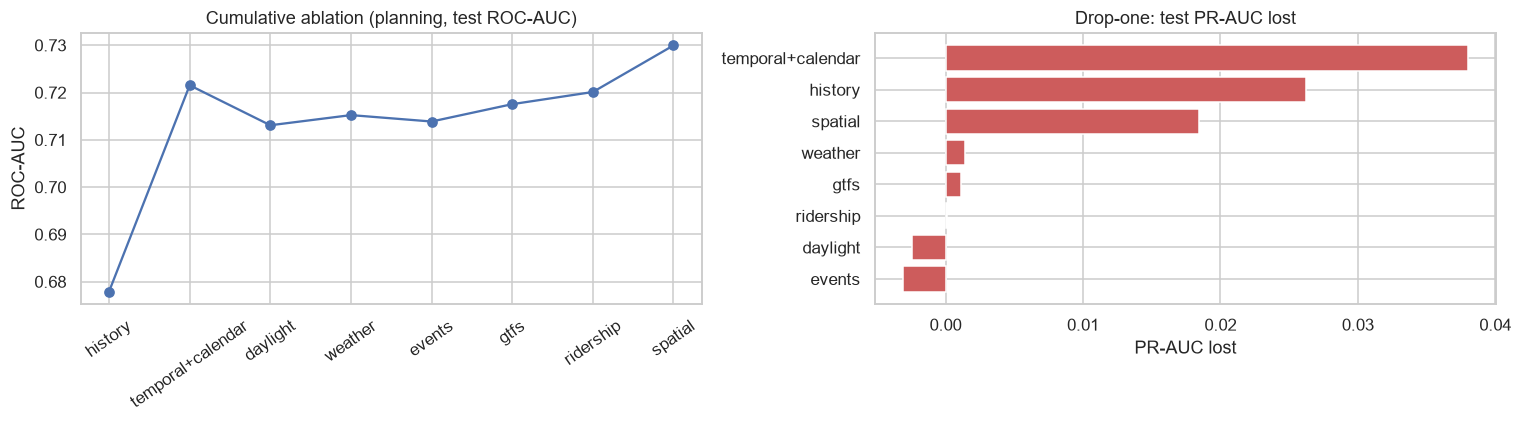 Cumulative ablation (planning, test ROC-AUC)
ROC-AUC
0.73
0.72
0.71
0.70
0.69
0.68
history
temporal+calendar
daylight
weather
events
gtfs
ridership
spatial
Drop-one: test PR-AUC lost
temporal+calendar
history
spatial
weather
gtfs
ridership
daylight
events
0.00
0.01
0.02
0.03
0.04
PR-AUC lost